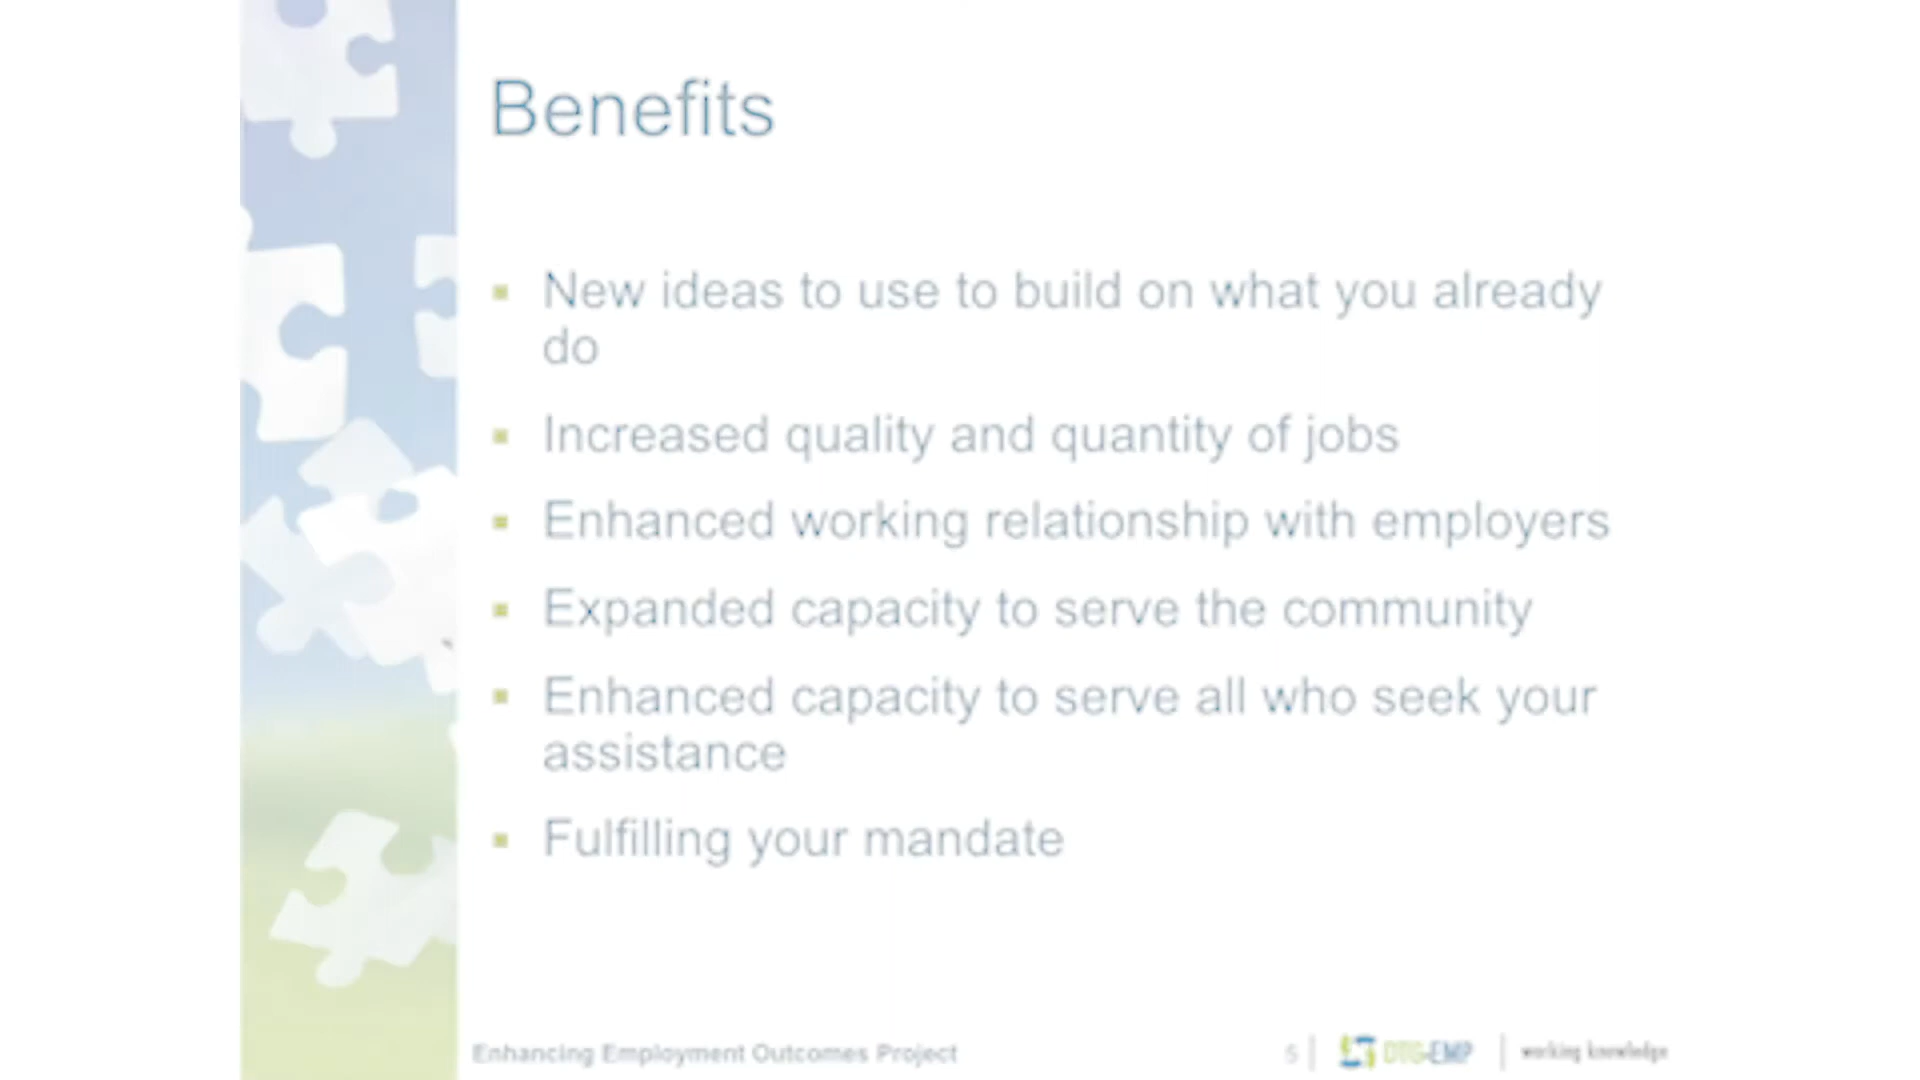 Benefits
New ideas to use to build on what you already
do
Increased quality and quantity of jobs
Enhanced working relationship with employers
Expanded capacity to serve the community
Enhanced capacity to serve all who seek your
assistance
Fulfilling your mandate
Enhancing Employment Outcomes Project
5
DTG-EMP
working knowledge